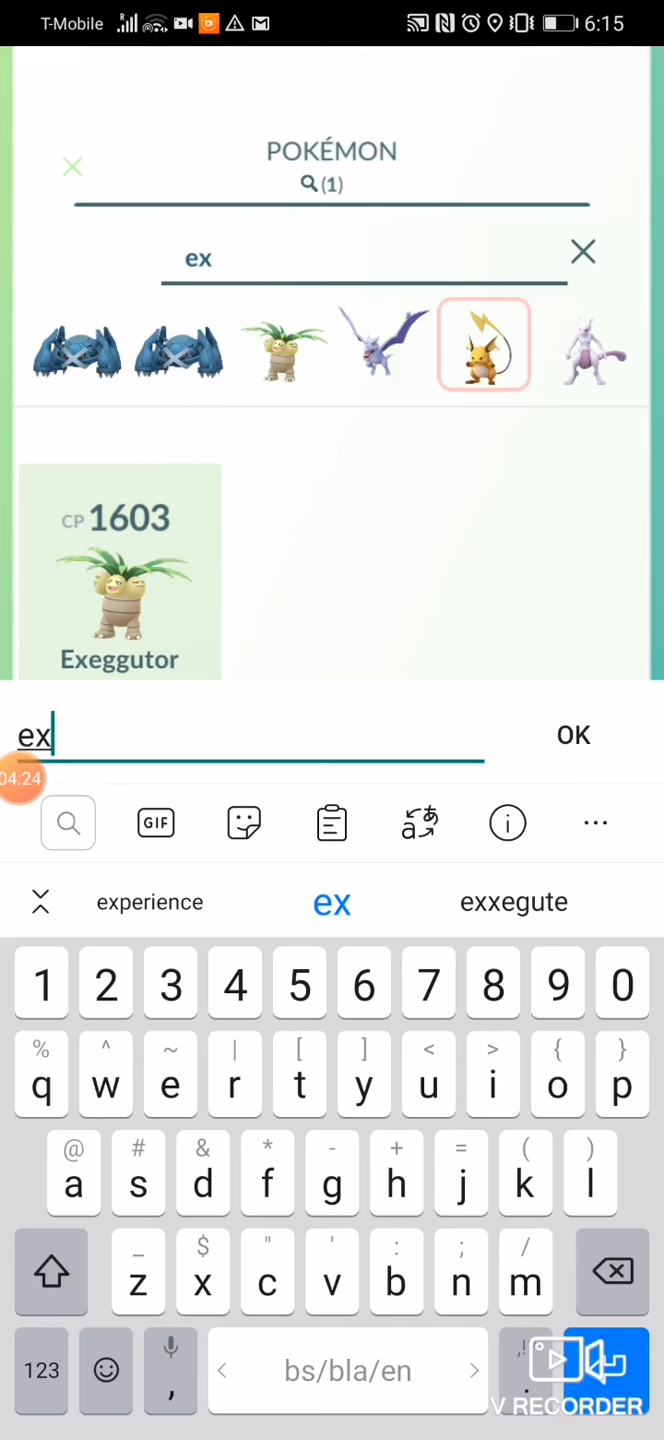 T-Mobile 6:15
POKÉMON
(1)
ex
CP 1603
Exeggutor
ex
OK
04:24
GIF
experience ex exxegute
1 2 3 4 5 6 7 8 9 0
% ^ ~ | [ ] < > { }
q w e r t y u i o p
@ # & * - + = ( )
a s d f g h j k l
_ $ " ' : ; /
z x c v b n m
123 , < bs/bla/en > ,! .
V RECORDER